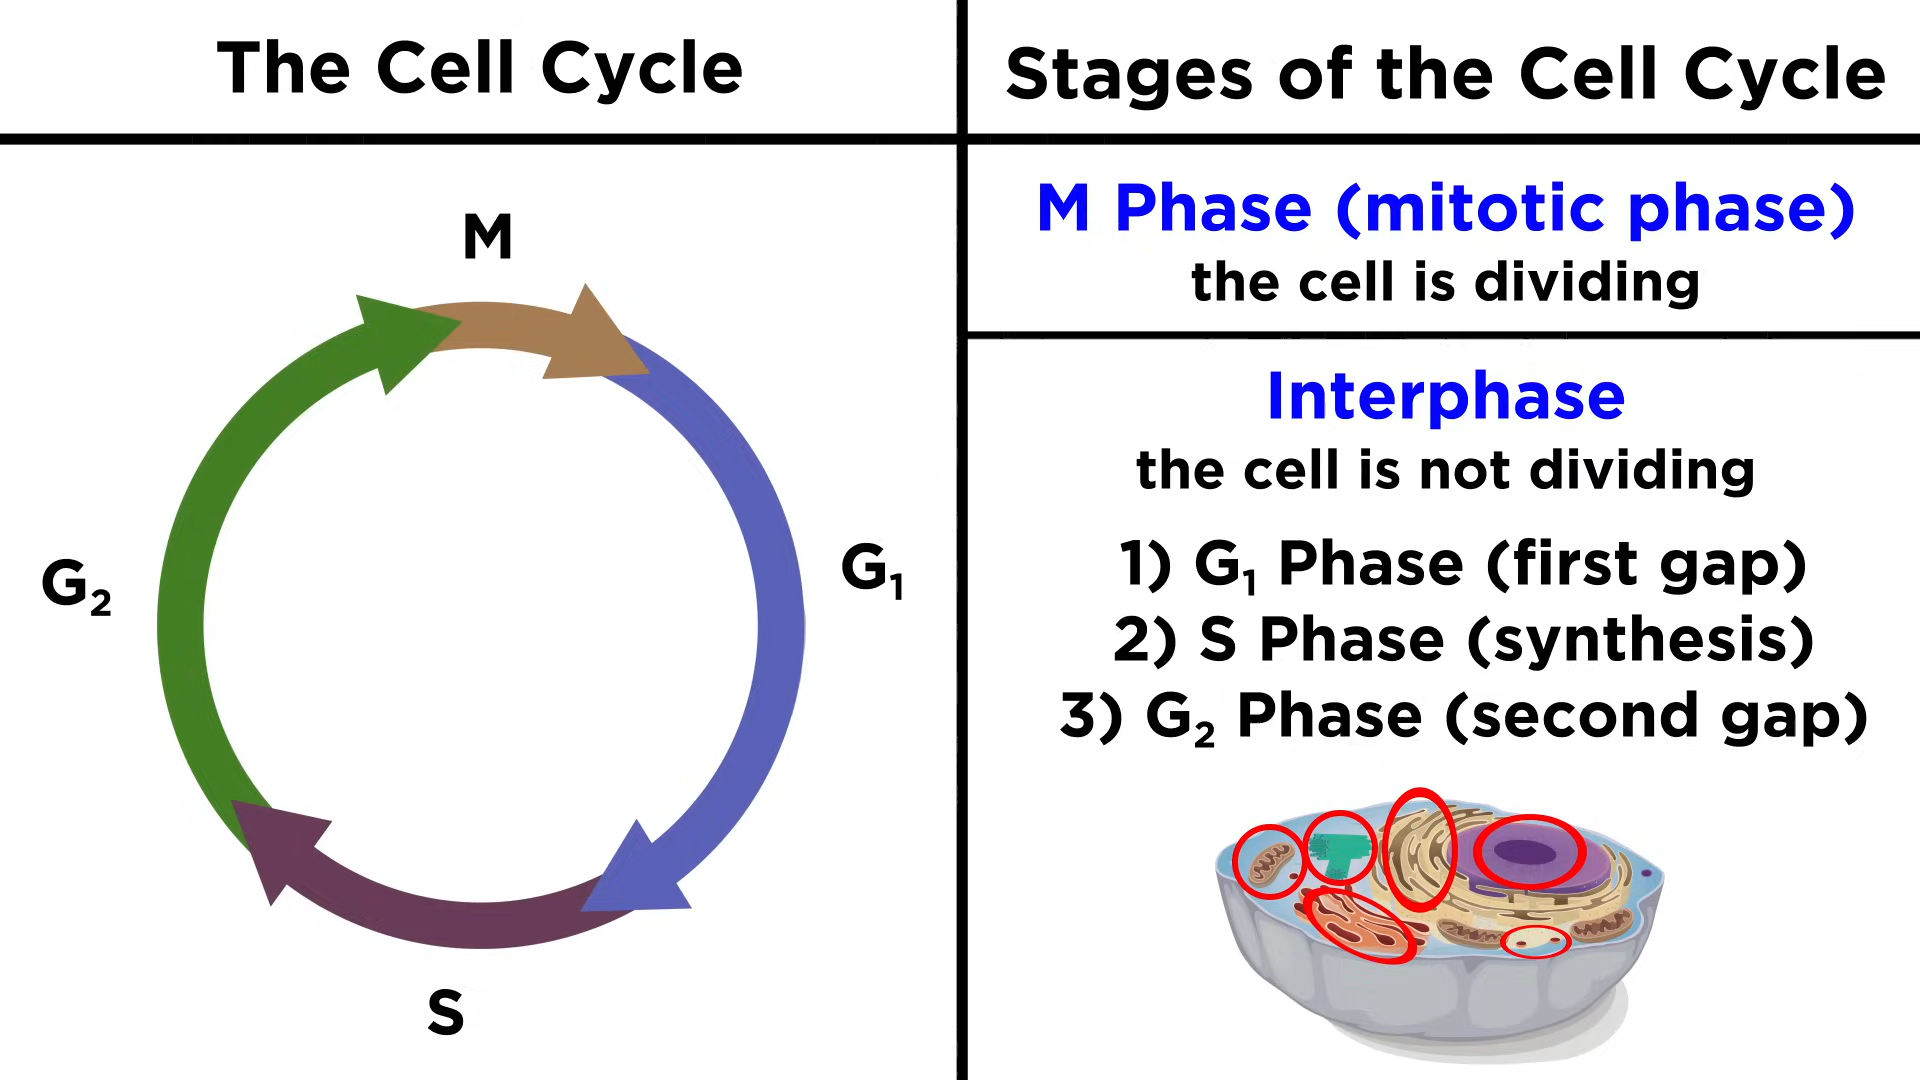 The Cell Cycle
M
G₂
G₁
S
Stages of the Cell Cycle
M Phase (mitotic phase)
the cell is dividing
Interphase
the cell is not dividing
1) G₁ Phase (first gap)
2) S Phase (synthesis)
3) G₂ Phase (second gap)